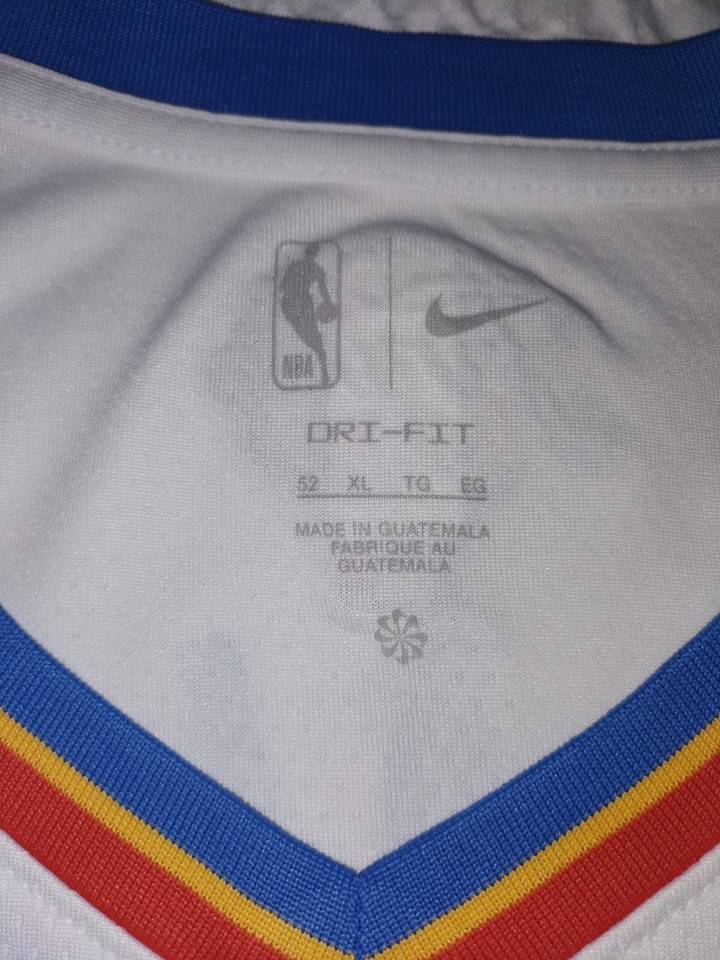 NBA
DRI-FIT
52 XL TG EG
MADE IN GUATEMALA
FABRIQUE AU
GUATEMALA